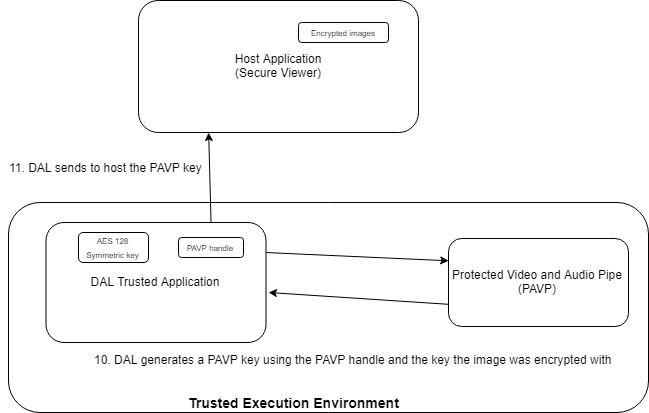 Encrypted images
Host Application
(Secure Viewer)
11. DAL sends to host the PAVP key
AES 128
Symmetric key
PAVP handle
DAL Trusted Application
Protected Video and Audio Pipe
(PAVP)
10. DAL generates a PAVP key using the PAVP handle and the key the image was encrypted with
Trusted Execution Environment